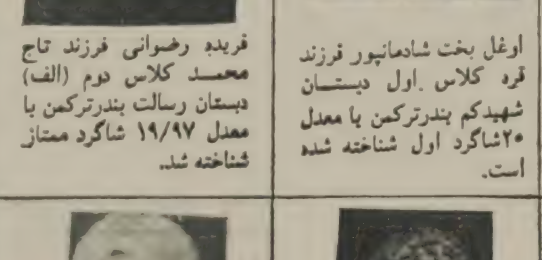 اوغل بخت شادمانپور فرزند
قره کلاس اول دبستان
شهیدکم بندرترکمن با معدل
۲۰شاگرد اول شناخته شده
است.
فریده رضوانی فرزند تاج
محمد کلاس دوم (الف)
دبستان رسالت بندرترکمن با
معدل ۱۹/۹۷ شاگرد ممتاز
شناخته شد.